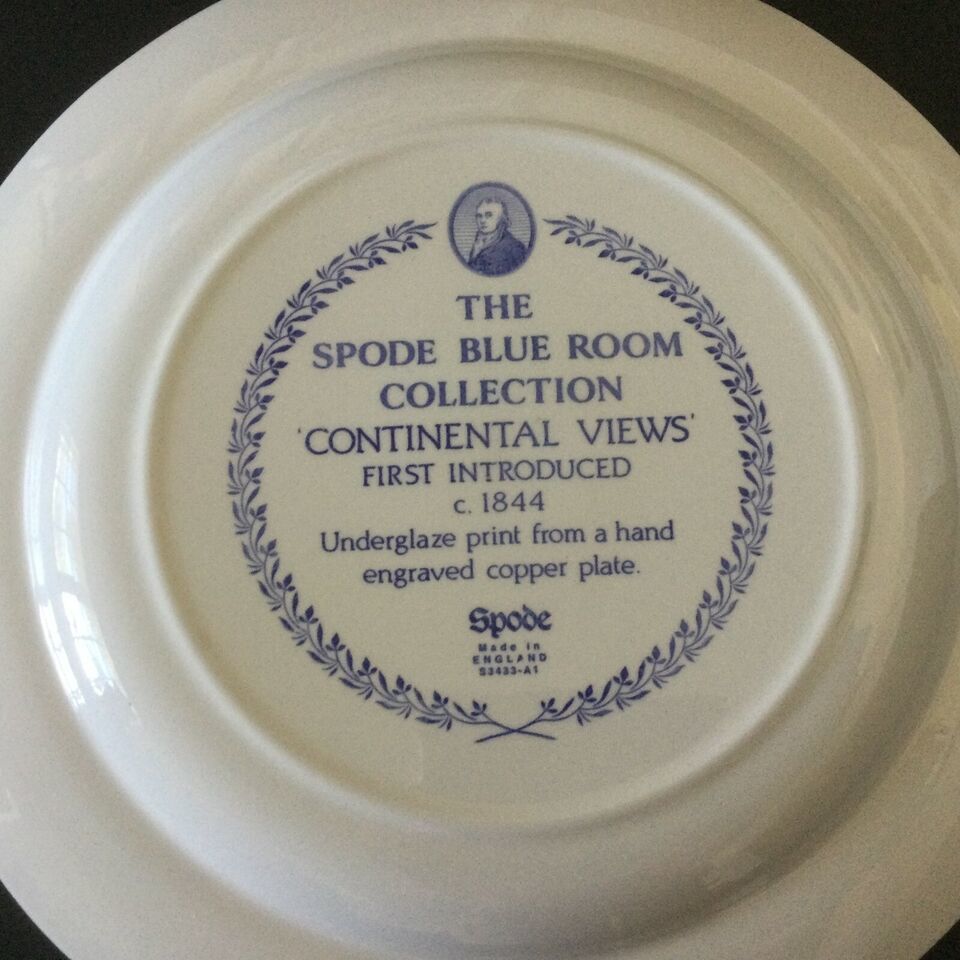 THE
SPODE BLUE ROOM
COLLECTION
'CONTINENTAL VIEWS'
FIRST INTRODUCED
c. 1844
Underglaze print from a hand
engraved copper plate.
Spode
Made in
ENGLAND
S3433-A1